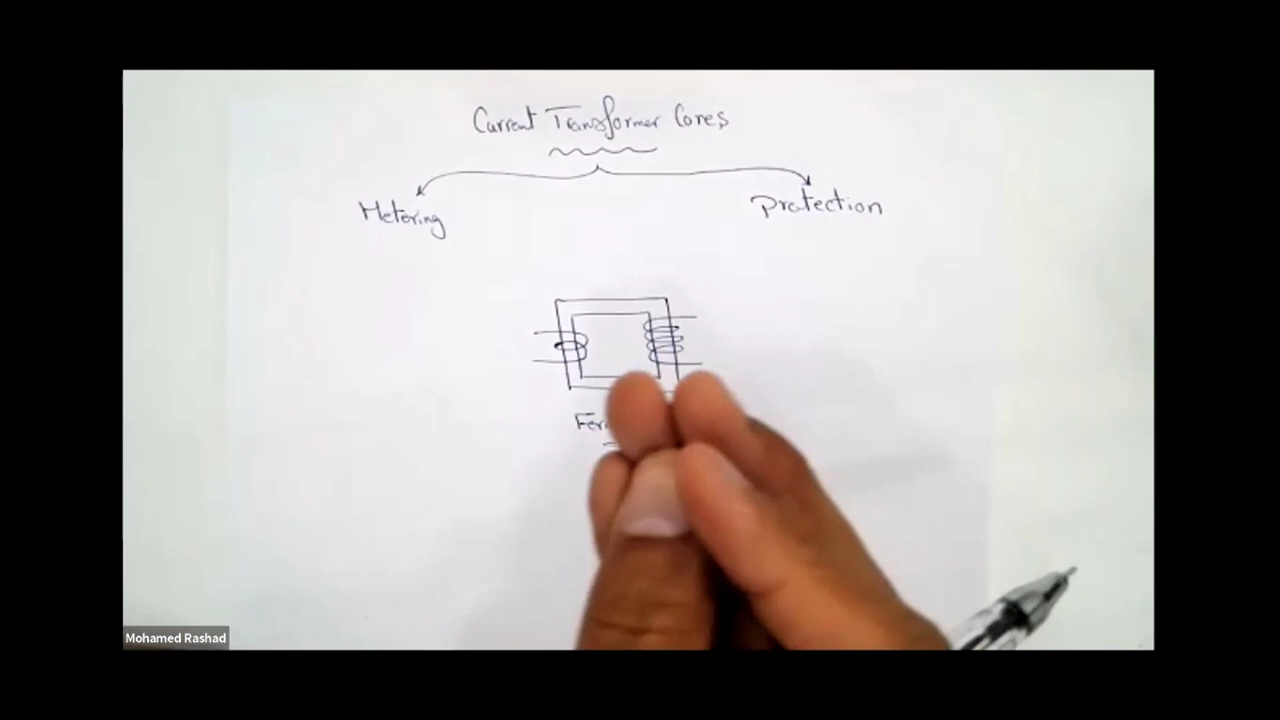 Current Transformer Cores
Metering
Protection
Mohamed Rashad